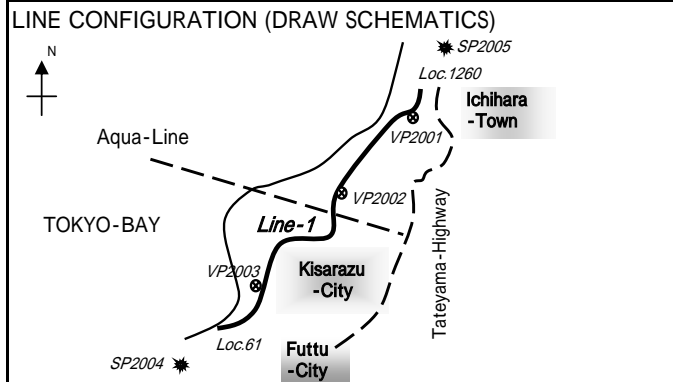 LINE CONFIGURATION (DRAW SCHEMATICS)
N
SP2005
Loc.1260
Ichihara
-Town
VP2001
Aqua-Line
VP2002
TOKYO-BAY
Line-1
Tateyama-Highway
VP2003
Kisarazu
-City
Loc.61
Futtu
-City
SP2004